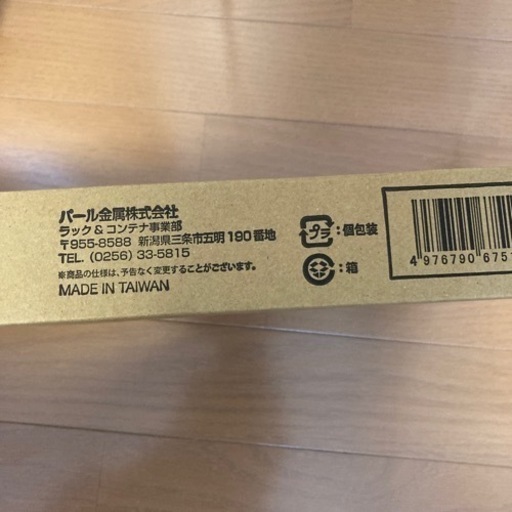 パール金属株式会社
ラック & コンテナ事業部
〒955-8588 新潟県三条市五明190番地
TEL. (0256) 33-5815
※商品の仕様は、予告なく変更することがございます。
MADE IN TAIWAN
プラ : 個包装
: 箱
4 976790 675